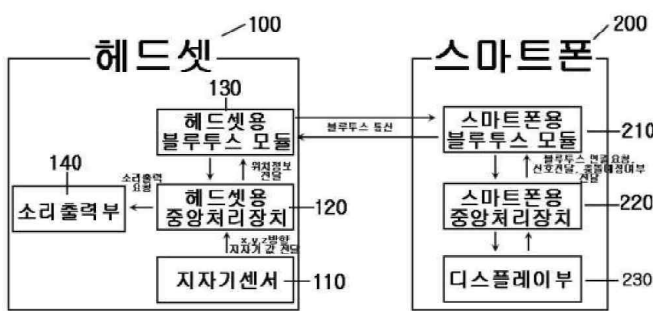 헤드셋
100
스마트폰
200
130
헤드셋용
블루투스 모듈
블루투스 통신
스마트폰용
블루투스 모듈
210
140
소리출력
요청
위치정보
전달
블루투스 연결요청,
신호전달, 충돌예정여부
전달
소리출력부
헤드셋용
중앙처리장치
120
스마트폰용
중앙처리장치
220
x,y,z방향
지자기 값 전달
지자기센서
110
디스플레이부
230